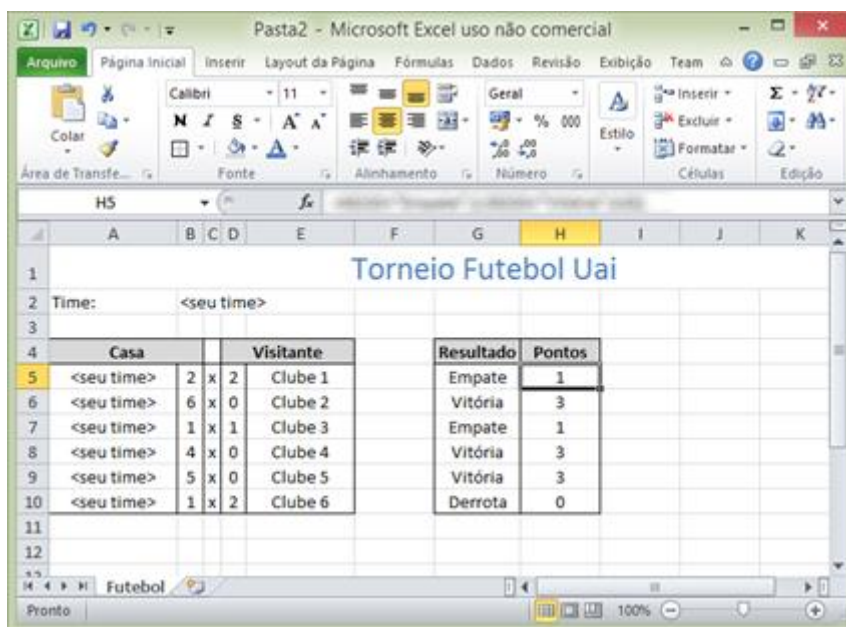 Pasta2 - Microsoft Excel uso não comercial
Arquivo Página Inicial Inserir Layout da Página Fórmulas Dados Revisão Exibição Team
Calibri 11 Geral Inserir
Colar N I S A A % 000 Estilo Excluir
Formatar
Área de Transfe... Fonte Alinhamento Número Células Edição
H5 fx
A B C D E F G H I J K
1 Torneio Futebol Uai
2 Time: <seu time>
3
4 Casa Visitante Resultado Pontos
5 <seu time> 2 x 2 Clube 1 Empate 1
6 <seu time> 6 x 0 Clube 2 Vitória 3
7 <seu time> 1 x 1 Clube 3 Empate 1
8 <seu time> 4 x 0 Clube 4 Vitória 3
9 <seu time> 5 x 0 Clube 5 Vitória 3
10 <seu time> 1 x 2 Clube 6 Derrota 0
11
12
Futebol
Pronto 100%